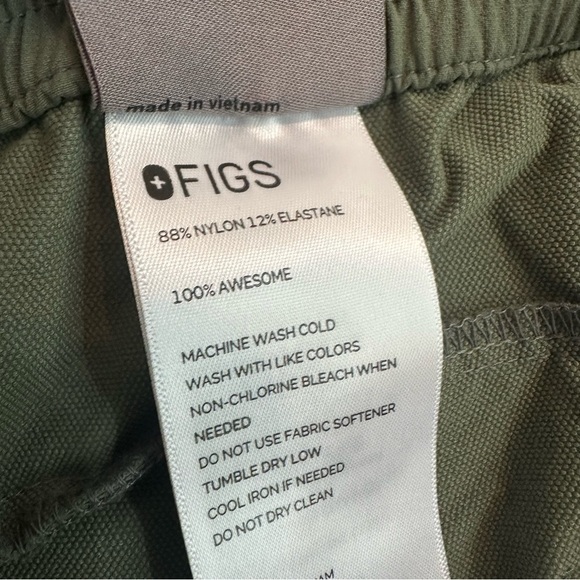 made in vietnam
FIGS
88% NYLON 12% ELASTANE
100% AWESOME
MACHINE WASH COLD
WASH WITH LIKE COLORS
NON-CHLORINE BLEACH WHEN
NEEDED
DO NOT USE FABRIC SOFTENER
TUMBLE DRY LOW
COOL IRON IF NEEDED
DO NOT DRY CLEAN